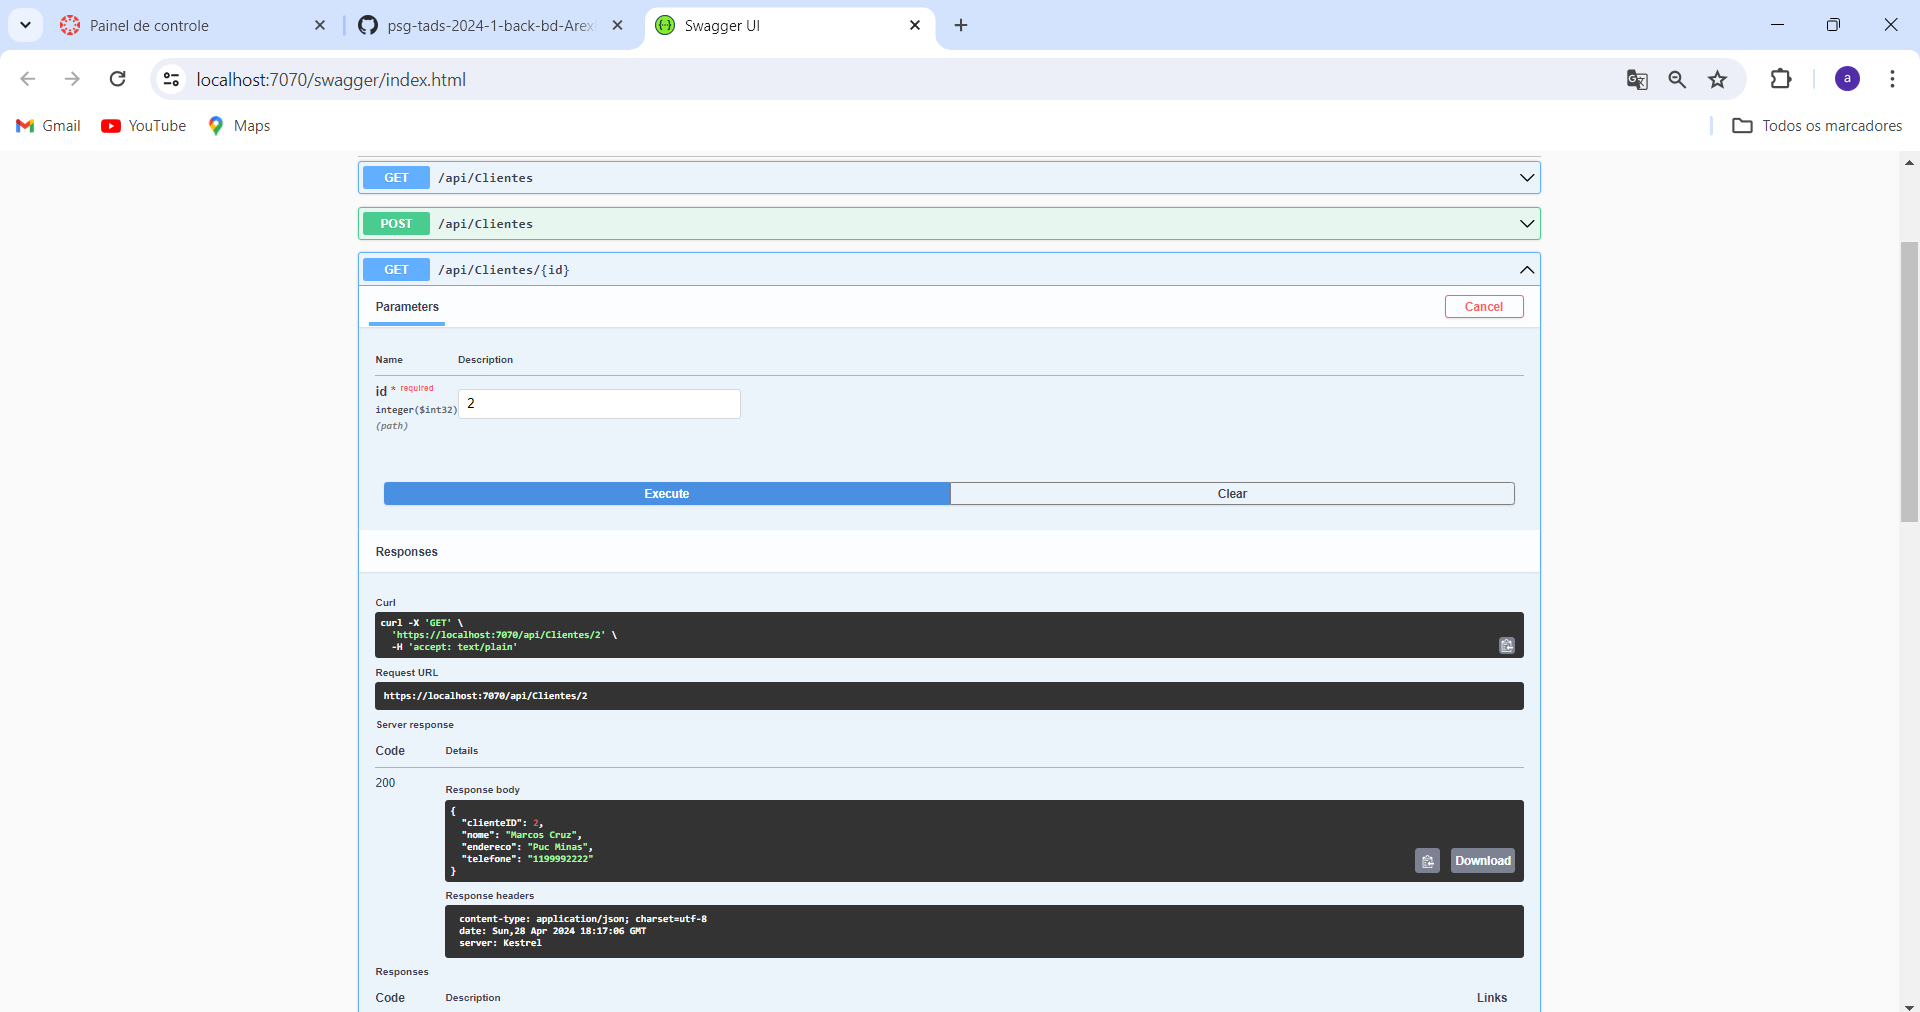 Painel de controle
psg-tads-2024-1-back-bd-Arex
Swagger UI
localhost:7070/swagger/index.html
a
Gmail
YouTube
Maps
Todos os marcadores
GET /api/Clientes
POST /api/Clientes
GET /api/Clientes/{id}
Parameters
Cancel
Name Description
id * required
integer($int32)
(path)
2
Execute
Clear
Responses
Curl
curl -X 'GET' \
'https://localhost:7070/api/Clientes/2' \
-H 'accept: text/plain'
Request URL
https://localhost:7070/api/Clientes/2
Server response
Code Details
200
Response body
{
"clienteID": 2,
"nome": "Marcos Cruz",
"endereco": "Puc Minas",
"telefone": "1199992222"
}
Download
Response headers
content-type: application/json; charset=utf-8
date: Sun,28 Apr 2024 18:17:06 GMT
server: Kestrel
Responses
Code Description Links